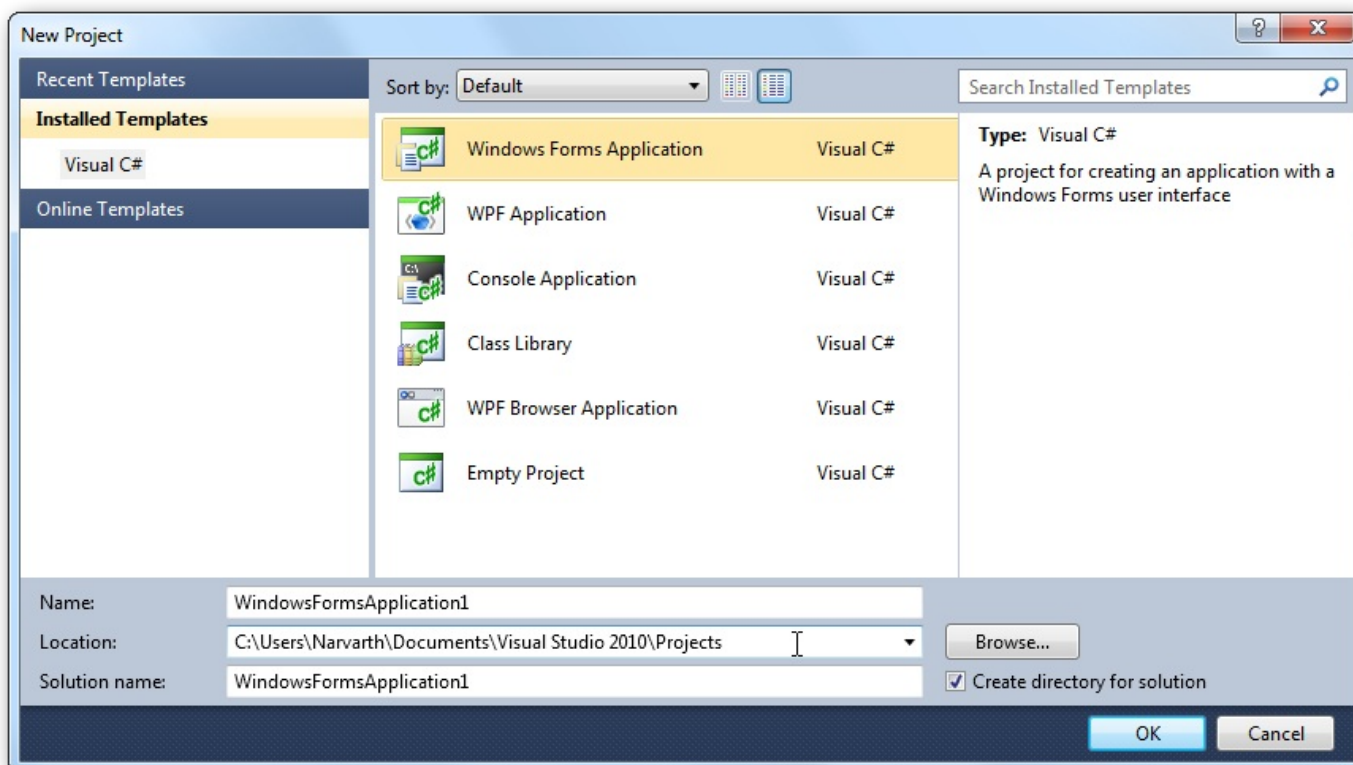 New Project
Recent Templates
Installed Templates
Visual C#
Online Templates
Sort by: Default
Search Installed Templates
Windows Forms Application Visual C#
WPF Application Visual C#
Console Application Visual C#
Class Library Visual C#
WPF Browser Application Visual C#
Empty Project Visual C#
Type: Visual C#
A project for creating an application with a
Windows Forms user interface
Name: WindowsFormsApplication1
Location: C:\Users\Narvarth\Documents\Visual Studio 2010\Projects Browse...
Solution name: WindowsFormsApplication1 Create directory for solution
OK Cancel